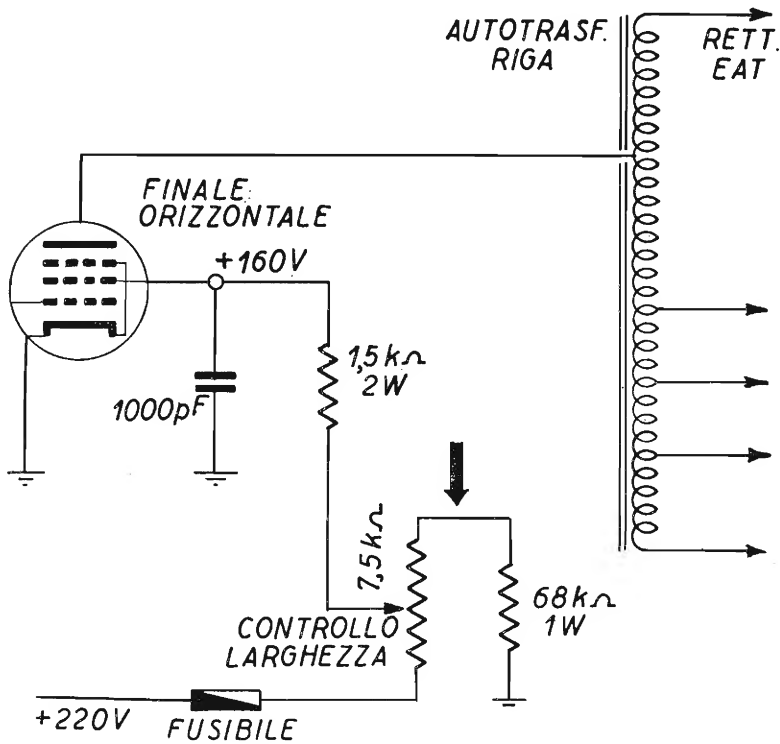 AUTOTRASF.
RIGA
RETT.
EAT
FINALE
ORIZZONTALE
+160V
1,5kΩ
2W
1000pF
7,5kΩ
68kΩ
1W
CONTROLLO
LARGHEZZA
+220V
FUSIBILE